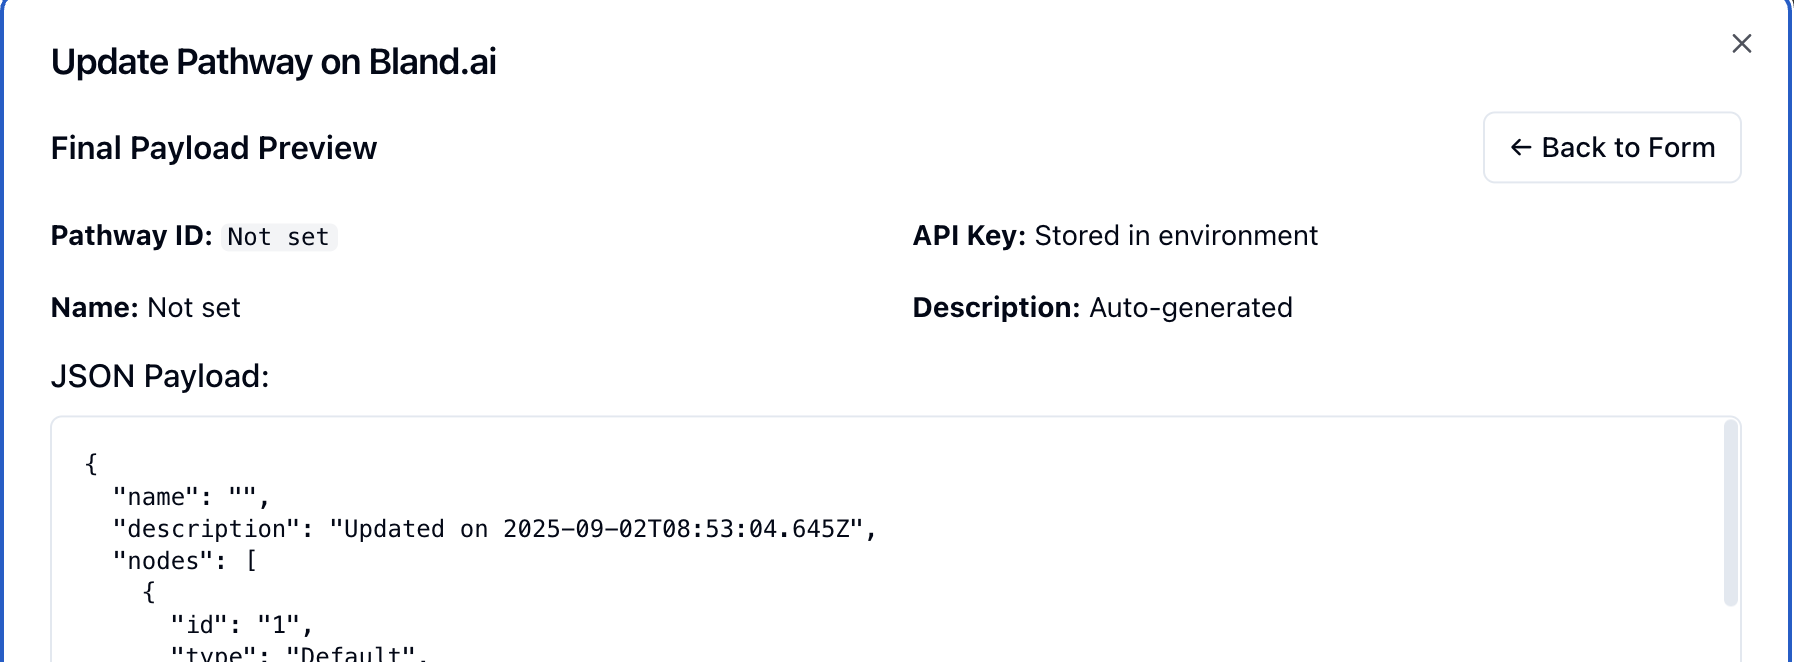 Update Pathway on Bland.ai
Final Payload Preview
← Back to Form
Pathway ID: Not set
API Key: Stored in environment
Name: Not set
Description: Auto-generated
JSON Payload:
{
"name": "",
"description": "Updated on 2025-09-02T08:53:04.645Z",
"nodes": [
{
"id": "1",
"type": "Default",